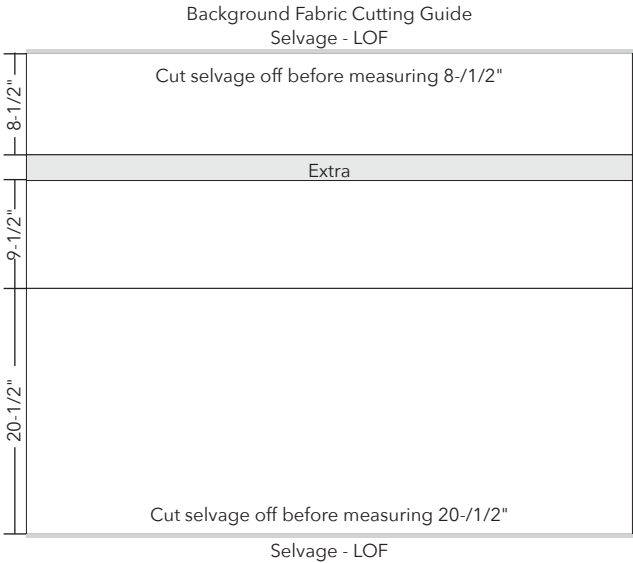 Background Fabric Cutting Guide
Selvage - LOF
Cut selvage off before measuring 8-/1/2"
8-1/2"
Extra
9-1/2"
20-1/2"
Cut selvage off before measuring 20-/1/2"
Selvage - LOF